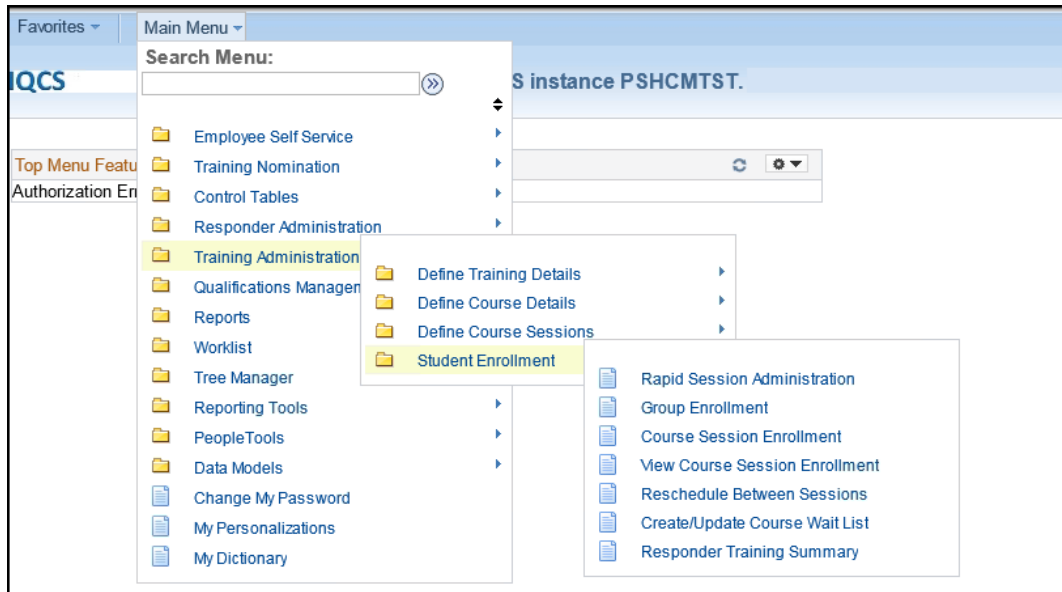 Favorites
Main Menu
Search Menu:
IQCS
S instance PSHCMTST.
Employee Self Service
Top Menu Featu
Training Nomination
Authorization
Control Tables
Responder Administration
Training Administration
Define Training Details
Qualifications Managen
Define Course Details
Reports
Define Course Sessions
Worklist
Student Enrollment
Tree Manager
Rapid Session Administration
Reporting Tools
Group Enrollment
PeopleTools
Course Session Enrollment
Data Models
View Course Session Enrollment
Change My Password
Reschedule Between Sessions
My Personalizations
Create/Update Course Wait List
My Dictionary
Responder Training Summary